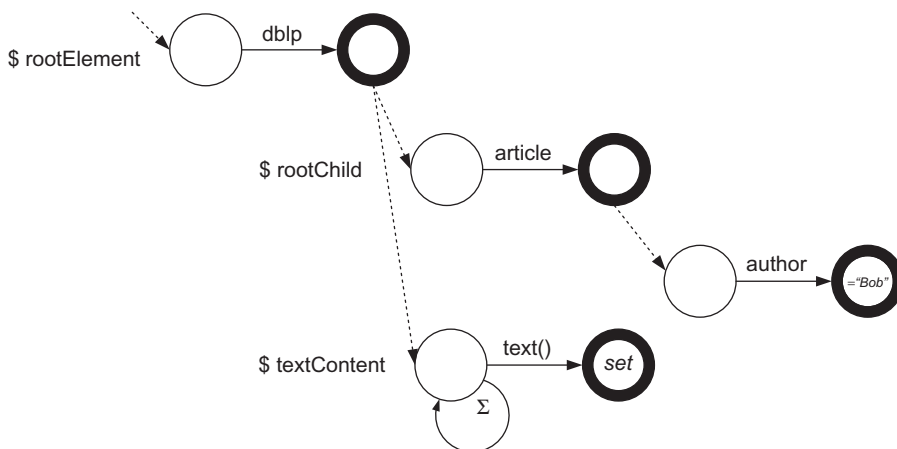 dblp
$ rootElement
article
$ rootChild
author
="Bob"
text()
$ textContent
set
Σ